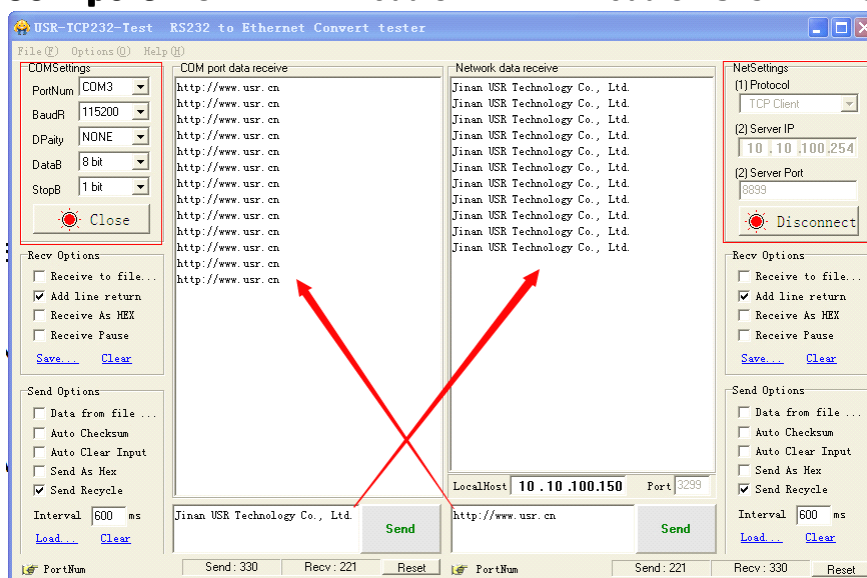 USR-TCP232-Test RS232 to Ethernet Convert tester
File(F) Options(O) Help(H)
COMSettings
PortNum COM3
BaudR 115200
DPaity NONE
DataB 8 bit
StopB 1 bit
Close
Recv Options
Receive to file...
Add line return
Receive As HEX
Receive Pause
Save... Clear
Send Options
Data from file ...
Auto Checksum
Auto Clear Input
Send As Hex
Send Recycle
Interval 600 ms
Load... Clear
COM port data receive
http://www.usr.cn
http://www.usr.cn
http://www.usr.cn
http://www.usr.cn
http://www.usr.cn
http://www.usr.cn
http://www.usr.cn
http://www.usr.cn
http://www.usr.cn
http://www.usr.cn
http://www.usr.cn
http://www.usr.cn
http://www.usr.cn
Jinan USR Technology Co., Ltd.
Send
Network data receive
Jinan USR Technology Co., Ltd.
Jinan USR Technology Co., Ltd.
Jinan USR Technology Co., Ltd.
Jinan USR Technology Co., Ltd.
Jinan USR Technology Co., Ltd.
Jinan USR Technology Co., Ltd.
Jinan USR Technology Co., Ltd.
Jinan USR Technology Co., Ltd.
Jinan USR Technology Co., Ltd.
Jinan USR Technology Co., Ltd.
Jinan USR Technology Co., Ltd.
LocalHost 10 .10 .100.150 Port 3299
http://www.usr.cn
Send
NetSettings
(1) Protocol
TCP Client
(2) Server IP
10 .10 .100.254
(2) Server Port
8899
Disconnect
Recv Options
Receive to file...
Add line return
Receive As HEX
Receive Pause
Save... Clear
Send Options
Data from file ...
Auto Checksum
Auto Clear Input
Send As Hex
Send Recycle
Interval 600 ms
Load... Clear
PortNum Send : 330 Recv : 221 Reset
PortNum Send : 221 Recv : 330 Reset